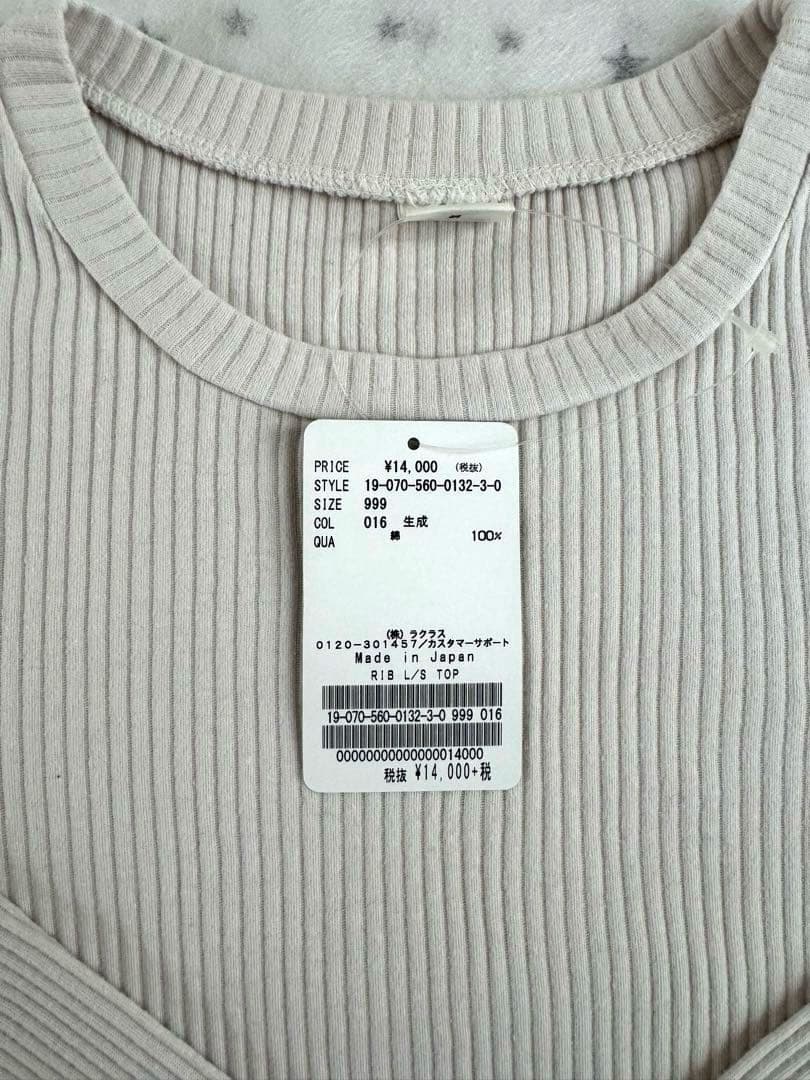 PRICE ¥14,000 (税抜)
STYLE 19-070-560-0132-3-0
SIZE 999
COL 016 生成
QUA 綿 100%
(株) ラクラス
0120-301457/カスタマーサポート
Made in Japan
RIB L/S TOP
19-070-560-0132-3-0 999 016
00000000000000014000
税抜 ¥14,000+税